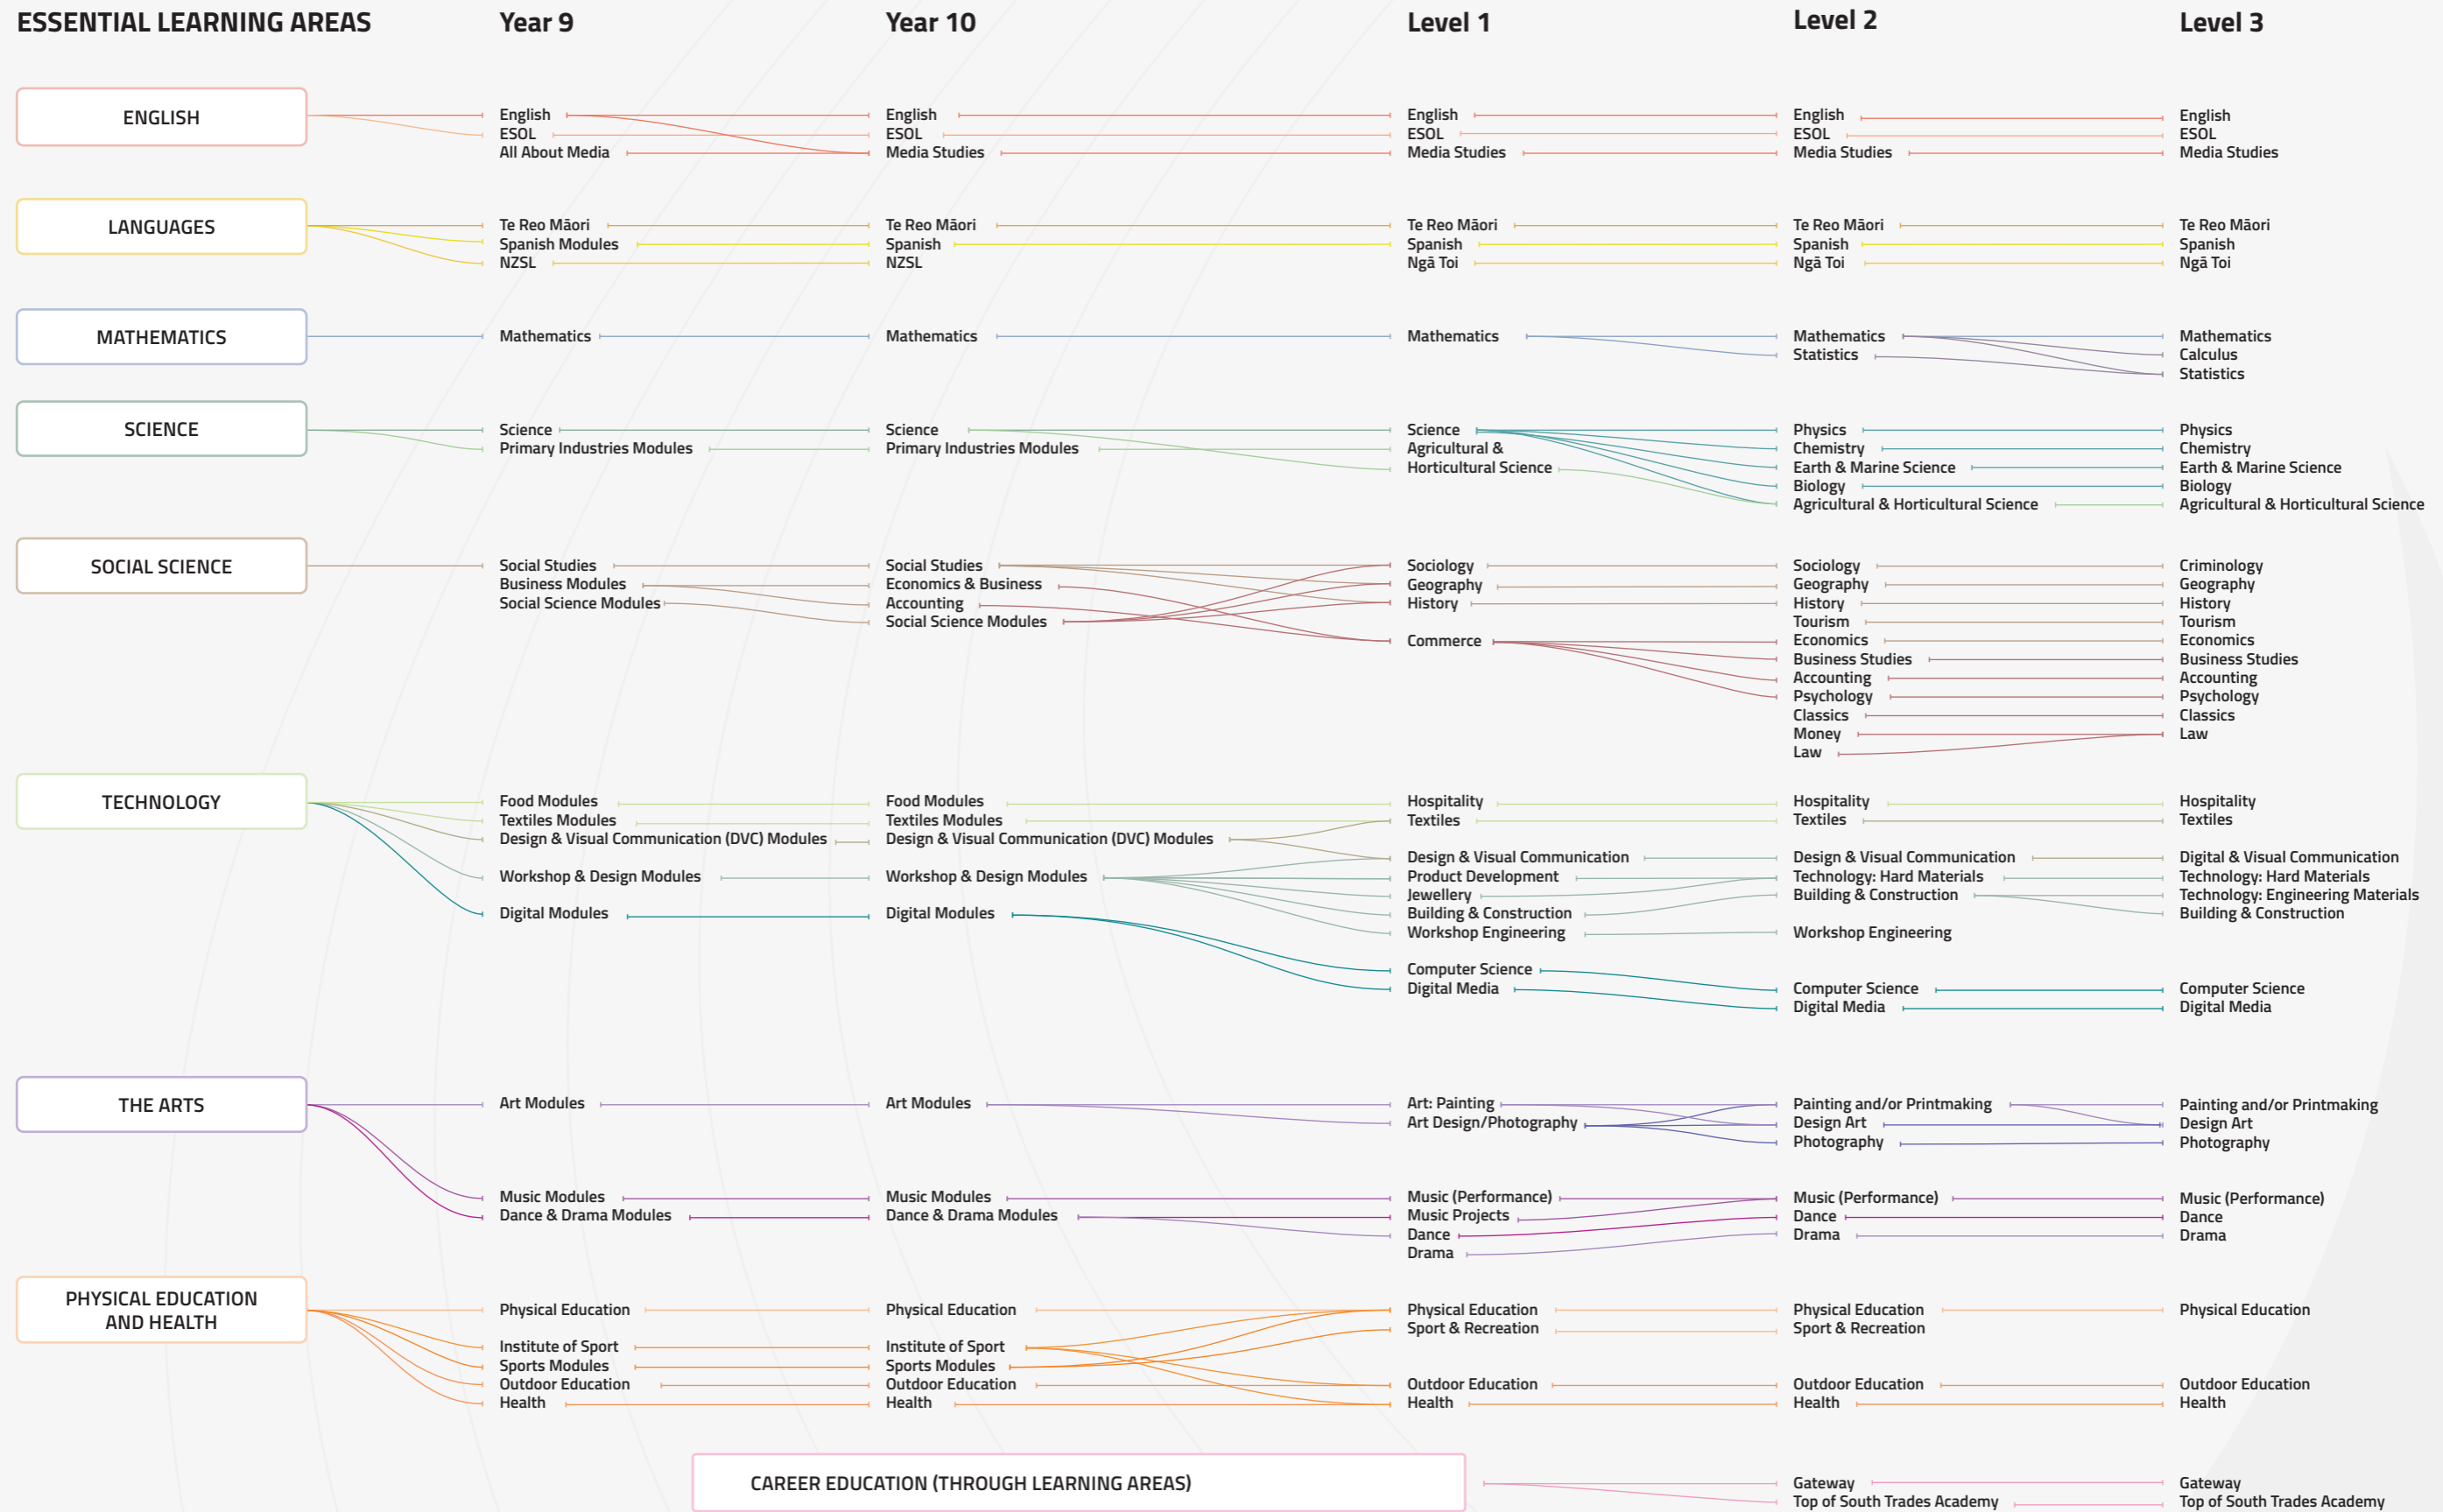 ESSENTIAL LEARNING AREAS
Year 9
Year 10
Level 1
Level 2
Level 3
ENGLISH
English
English
English
English
English
ESOL
ESOL
ESOL
ESOL
ESOL
All About Media
Media Studies
Media Studies
Media Studies
Media Studies
LANGUAGES
Te Reo Māori
Te Reo Māori
Te Reo Māori
Te Reo Māori
Te Reo Māori
Spanish Modules
Spanish
Spanish
Spanish
Spanish
NZSL
NZSL
Ngā Toi
Ngā Toi
Ngā Toi
MATHEMATICS
Mathematics
Mathematics
Mathematics
Mathematics
Mathematics
Statistics
Calculus
Statistics
SCIENCE
Science
Science
Science
Physics
Physics
Primary Industries Modules
Primary Industries Modules
Agricultural &
Chemistry
Chemistry
Horticultural Science
Earth & Marine Science
Earth & Marine Science
Biology
Biology
Agricultural & Horticultural Science
Agricultural & Horticultural Science
SOCIAL SCIENCE
Social Studies
Social Studies
Sociology
Sociology
Criminology
Business Modules
Economics & Business
Geography
Geography
Geography
Social Science Modules
Accounting
History
History
History
Social Science Modules
Tourism
Tourism
Commerce
Economics
Economics
Business Studies
Business Studies
Accounting
Accounting
Psychology
Psychology
Classics
Classics
Money
Law
Law
TECHNOLOGY
Food Modules
Food Modules
Hospitality
Hospitality
Hospitality
Textiles Modules
Textiles Modules
Textiles
Textiles
Textiles
Design & Visual Communication (DVC) Modules
Design & Visual Communication (DVC) Modules
Design & Visual Communication
Design & Visual Communication
Digital & Visual Communication
Workshop & Design Modules
Workshop & Design Modules
Product Development
Technology: Hard Materials
Technology: Hard Materials
Jewellery
Building & Construction
Technology: Engineering Materials
Digital Modules
Digital Modules
Building & Construction
Building & Construction
Workshop Engineering
Workshop Engineering
Computer Science
Digital Media
Computer Science
Computer Science
Digital Media
Digital Media
THE ARTS
Art Modules
Art Modules
Art: Painting
Painting and/or Printmaking
Painting and/or Printmaking
Art Design/Photography
Design Art
Design Art
Photography
Photography
Music Modules
Music Modules
Music (Performance)
Music (Performance)
Music (Performance)
Dance & Drama Modules
Dance & Drama Modules
Music Projects
Dance
Dance
Dance
Drama
Drama
Drama
PHYSICAL EDUCATION
AND HEALTH
Physical Education
Physical Education
Physical Education
Physical Education
Physical Education
Sport & Recreation
Sport & Recreation
Institute of Sport
Institute of Sport
Sports Modules
Sports Modules
Outdoor Education
Outdoor Education
Outdoor Education
Outdoor Education
Outdoor Education
Health
Health
Health
Health
Health
CAREER EDUCATION (THROUGH LEARNING AREAS)
Gateway
Gateway
Top of South Trades Academy
Top of South Trades Academy